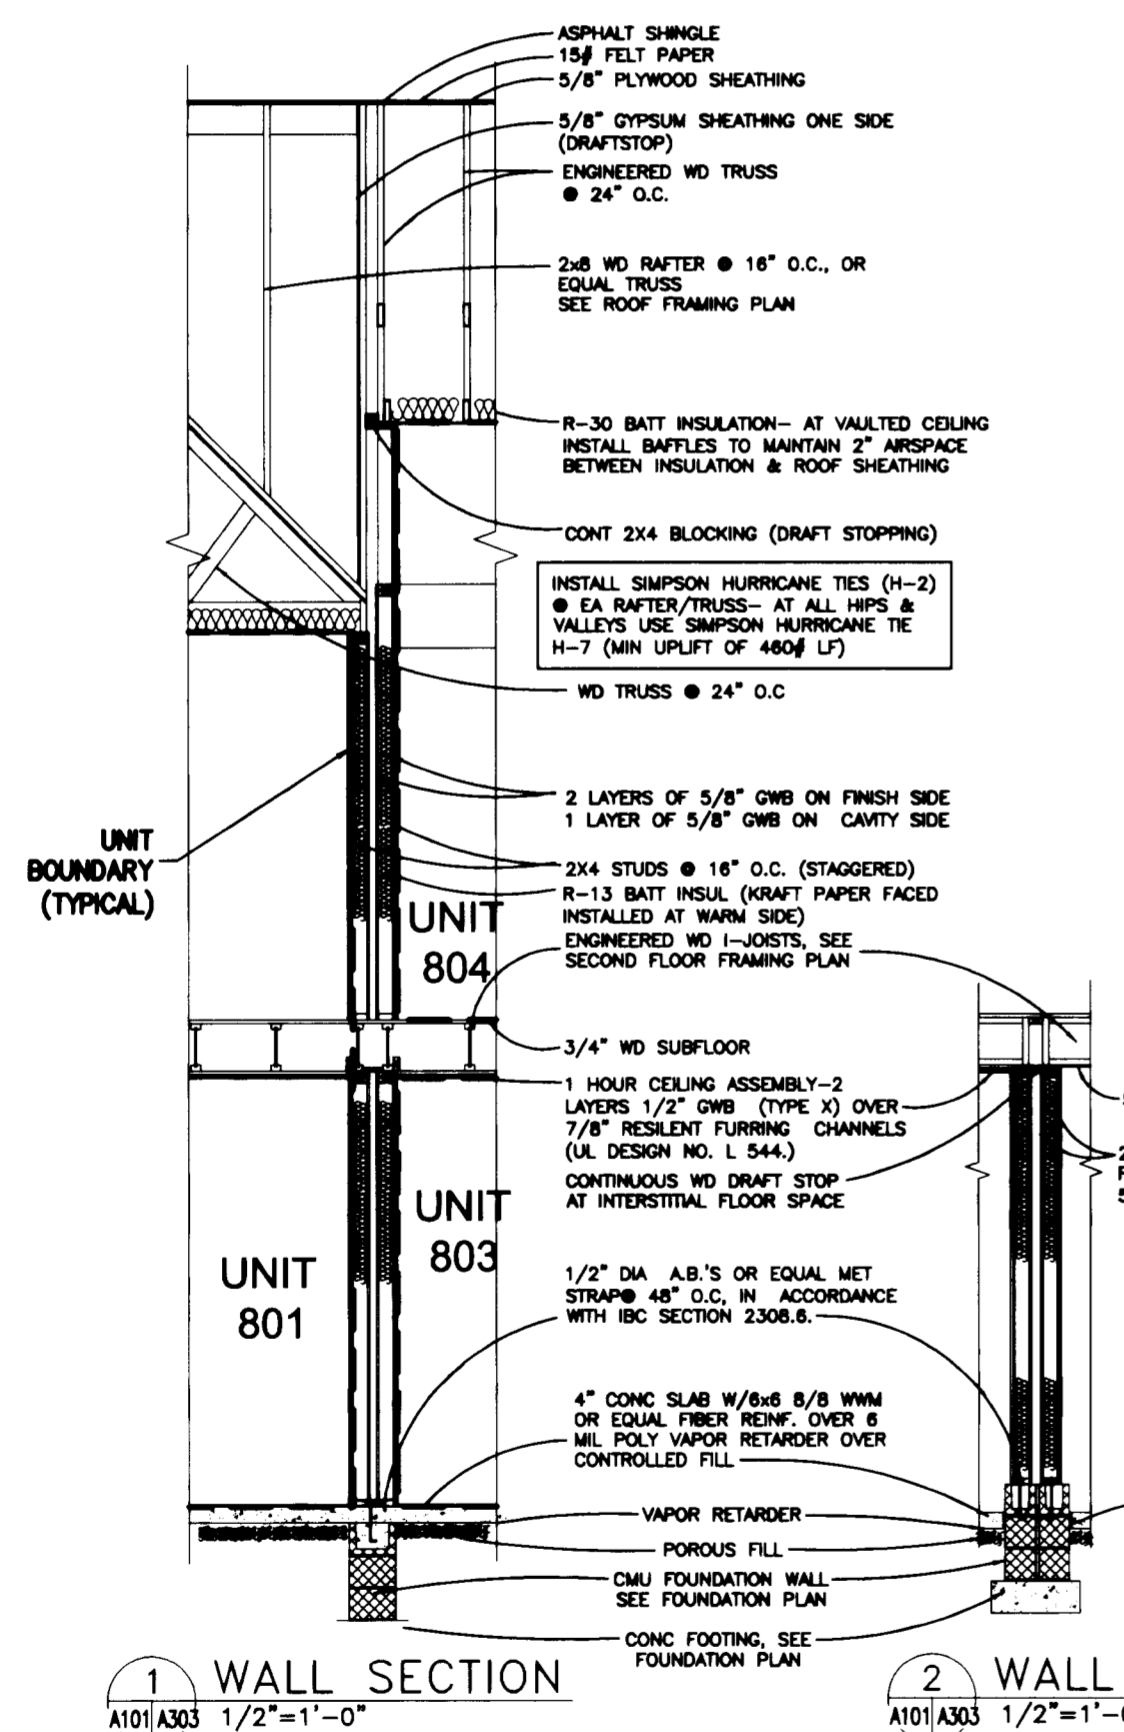 ASPHALT SHINGLE
15# FELT PAPER
5/8" PLYWOOD SHEATHING
5/8" GYPSUM SHEATHING ONE SIDE
(DRAFTSTOP)
ENGINEERED WD TRUSS
@ 24" O.C.
2x8 WD RAFTER @ 16" O.C., OR
EQUAL TRUSS
SEE ROOF FRAMING PLAN
R-30 BATT INSULATION- AT VAULTED CEILING
INSTALL BAFFLES TO MAINTAIN 2" AIRSPACE
BETWEEN INSULATION & ROOF SHEATHING
CONT 2X4 BLOCKING (DRAFT STOPPING)
INSTALL SIMPSON HURRICANE TIES (H-2)
@ EA RAFTER/TRUSS- AT ALL HIPS &
VALLEYS USE SIMPSON HURRICANE TIE
H-7 (MIN UPLIFT OF 460# LF)
WD TRUSS @ 24" O.C
2 LAYERS OF 5/8" GWB ON FINISH SIDE
1 LAYER OF 5/8" GWB ON CAVITY SIDE
UNIT
BOUNDARY
(TYPICAL)
2X4 STUDS @ 16" O.C. (STAGGERED)
R-13 BATT INSUL (KRAFT PAPER FACED
INSTALLED AT WARM SIDE)
UNIT
804
ENGINEERED WD I-JOISTS, SEE
SECOND FLOOR FRAMING PLAN
3/4" WD SUBFLOOR
1 HOUR CEILING ASSEMBLY-2
LAYERS 1/2" GWB (TYPE X) OVER
7/8" RESILENT FURRING CHANNELS
(UL DESIGN NO. L 544.)
CONTINUOUS WD DRAFT STOP
AT INTERSTITIAL FLOOR SPACE
UNIT
803
UNIT
801
1/2" DIA A.B.'S OR EQUAL MET
STRAP@ 48" O.C, IN ACCORDANCE
WITH IBC SECTION 2308.6.
4" CONC SLAB W/6x6 8/8 WWM
OR EQUAL FIBER REINF. OVER 6
MIL POLY VAPOR RETARDER OVER
CONTROLLED FILL
VAPOR RETARDER
POROUS FILL
CMU FOUNDATION WALL
SEE FOUNDATION PLAN
CONC FOOTING, SEE
FOUNDATION PLAN
1 WALL SECTION
A101 A303 1/2"=1'-0"
2 WALL
A101 A303 1/2"=1'-0